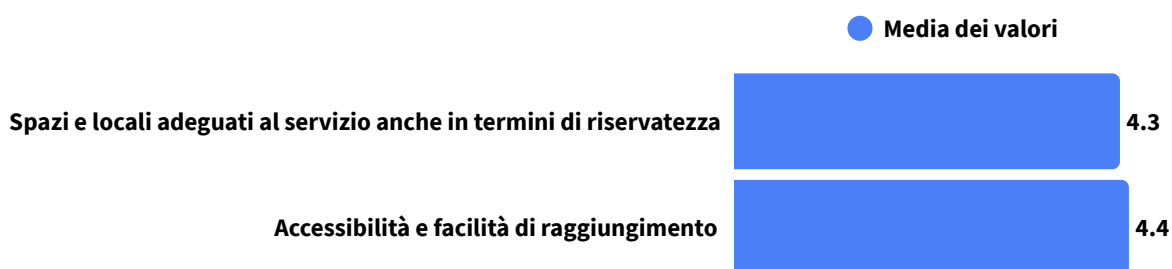 Media dei valori
Spazi e locali adeguati al servizio anche in termini di riservatezza
4.3
Accessibilità e facilità di raggiungimento
4.4